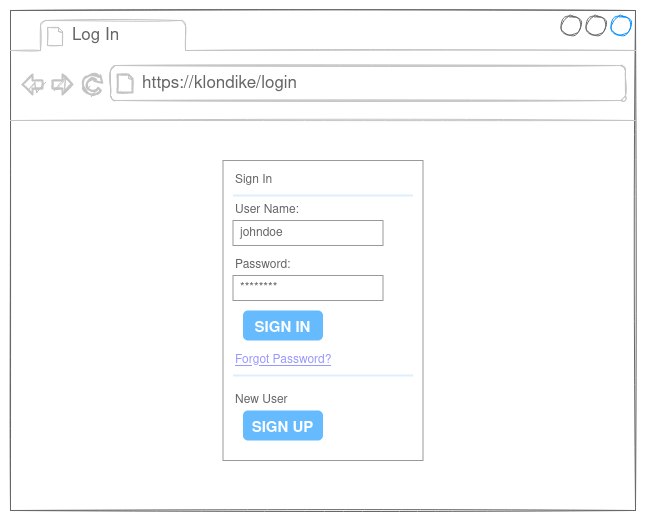 Log In
https://klondike/login
Sign In
User Name:
johndoe
Password:
********
SIGN IN
Forgot Password?
New User
SIGN UP